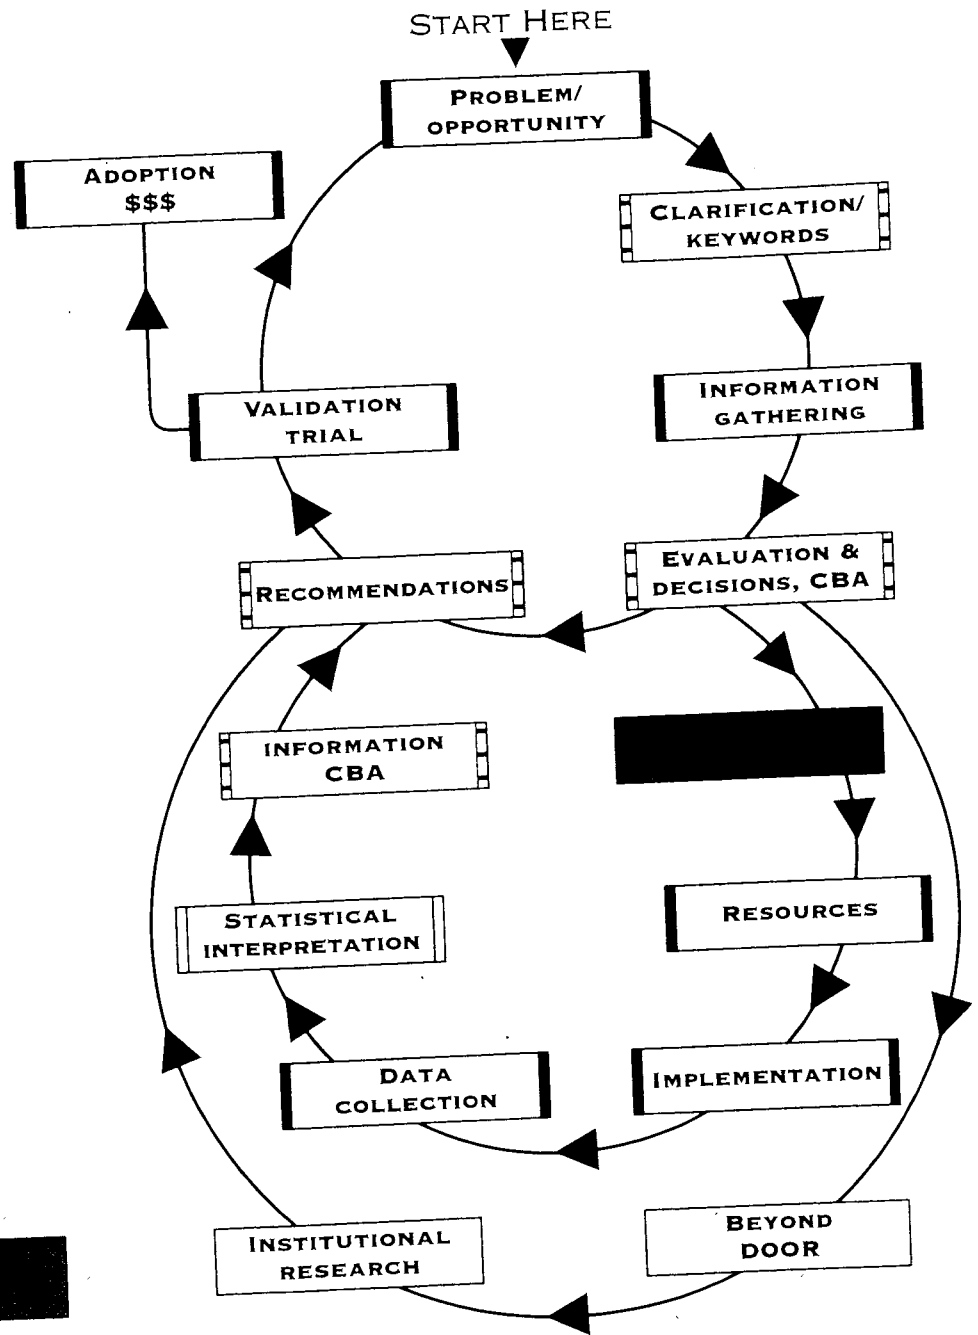 START HERE
PROBLEM/
OPPORTUNITY
ADOPTION
$$$
CLARIFICATION/
KEYWORDS
INFORMATION
GATHERING
VALIDATION
TRIAL
EVALUATION &
DECISIONS, CBA
RECOMMENDATIONS
INFORMATION
CBA
RESOURCES
STATISTICAL
INTERPRETATION
IMPLEMENTATION
DATA
COLLECTION
BEYOND
DOOR
INSTITUTIONAL
RESEARCH